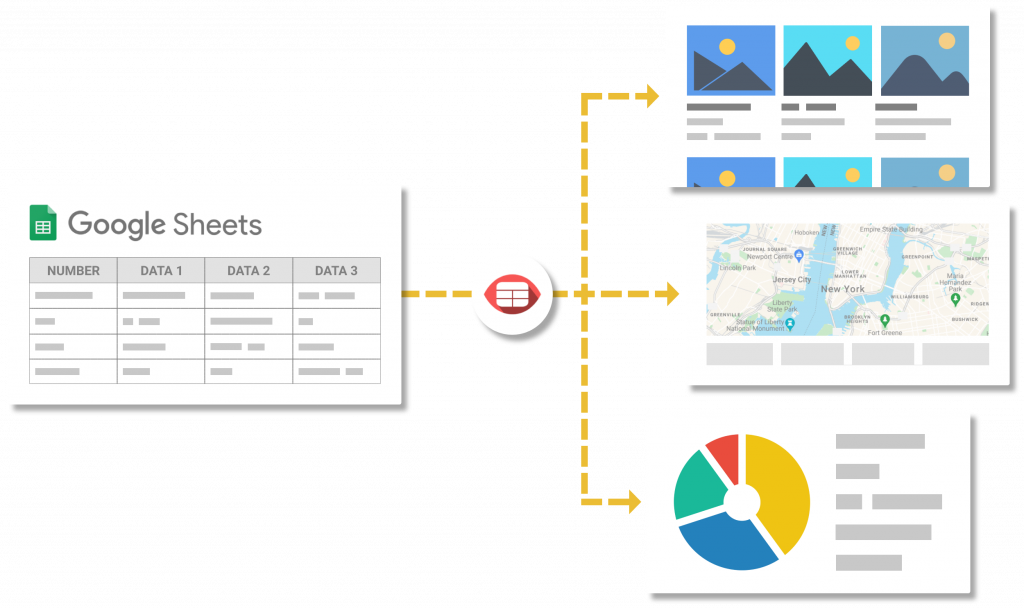 Google Sheets
NUMBER DATA 1 DATA 2 DATA 3
Hoboken
Empire State Building
JOURNAL SQUARE
Newport Centre
GREENWICH
VILLAGE
GREENPOINT
MASPET
Lincoln Park
Jersey City
LOWER
MANHATTAN
Maria
Hernandez
Park
New York
WILLIAMSBURG
Liberty
State Park
RIDGEW
GREENVILLE
Statue of Liberty
National Monument
BROOKLYN
HEIGHTS
BUSHWICK
Fort Greene